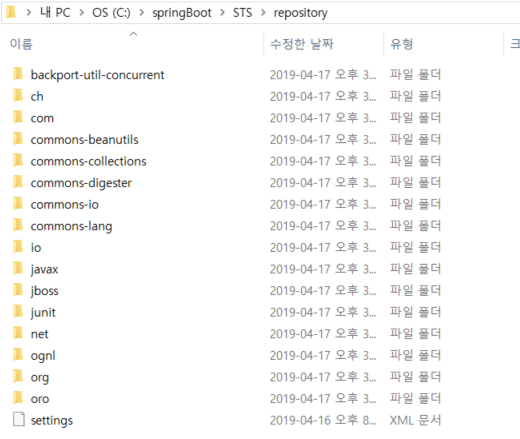 내 PC > OS (C:) > springBoot > STS > repository
이름 수정한 날짜 유형 크
backport-util-concurrent 2019-04-17 오후 3... 파일 폴더
ch 2019-04-17 오후 3... 파일 폴더
com 2019-04-17 오후 3... 파일 폴더
commons-beanutils 2019-04-17 오후 3... 파일 폴더
commons-collections 2019-04-17 오후 3... 파일 폴더
commons-digester 2019-04-17 오후 3... 파일 폴더
commons-io 2019-04-17 오후 3... 파일 폴더
commons-lang 2019-04-17 오후 3... 파일 폴더
io 2019-04-17 오후 3... 파일 폴더
javax 2019-04-17 오후 3... 파일 폴더
jboss 2019-04-17 오후 3... 파일 폴더
junit 2019-04-17 오후 3... 파일 폴더
net 2019-04-17 오후 3... 파일 폴더
ognl 2019-04-17 오후 3... 파일 폴더
org 2019-04-17 오후 3... 파일 폴더
oro 2019-04-17 오후 3... 파일 폴더
settings 2019-04-16 오후 8... XML 문서